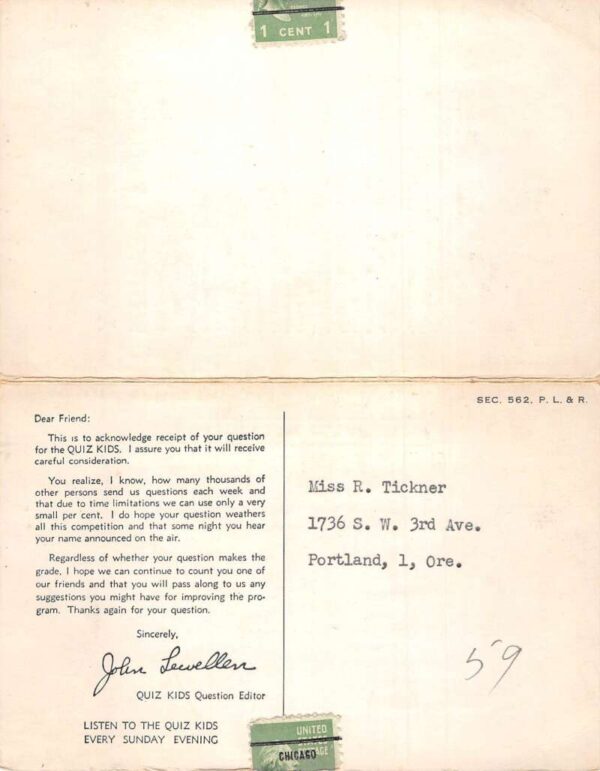 1 CENT 1
SEC. 562, P. L. & R.
Dear Friend:
This is to acknowledge receipt of your question
for the QUIZ KIDS. I assure you that it will receive
careful consideration.
You realize, I know, how many thousands of
other persons send us questions each week and
that due to time limitations we can use only a very
small per cent. I do hope your question weathers
all this competition and that some night you hear
your name announced on the air.
Regardless of whether your question makes the
grade, I hope we can continue to count you one of
our friends and that you will pass along to us any
suggestions you might have for improving the pro-
gram. Thanks again for your question.
Sincerely,
John Lewellen
QUIZ KIDS Question Editor
LISTEN TO THE QUIZ KIDS
EVERY SUNDAY EVENING
Miss R. Tickner
1736 S. W. 3rd Ave.
Portland, 1, Ore.
59
UNITED
CHICAGO